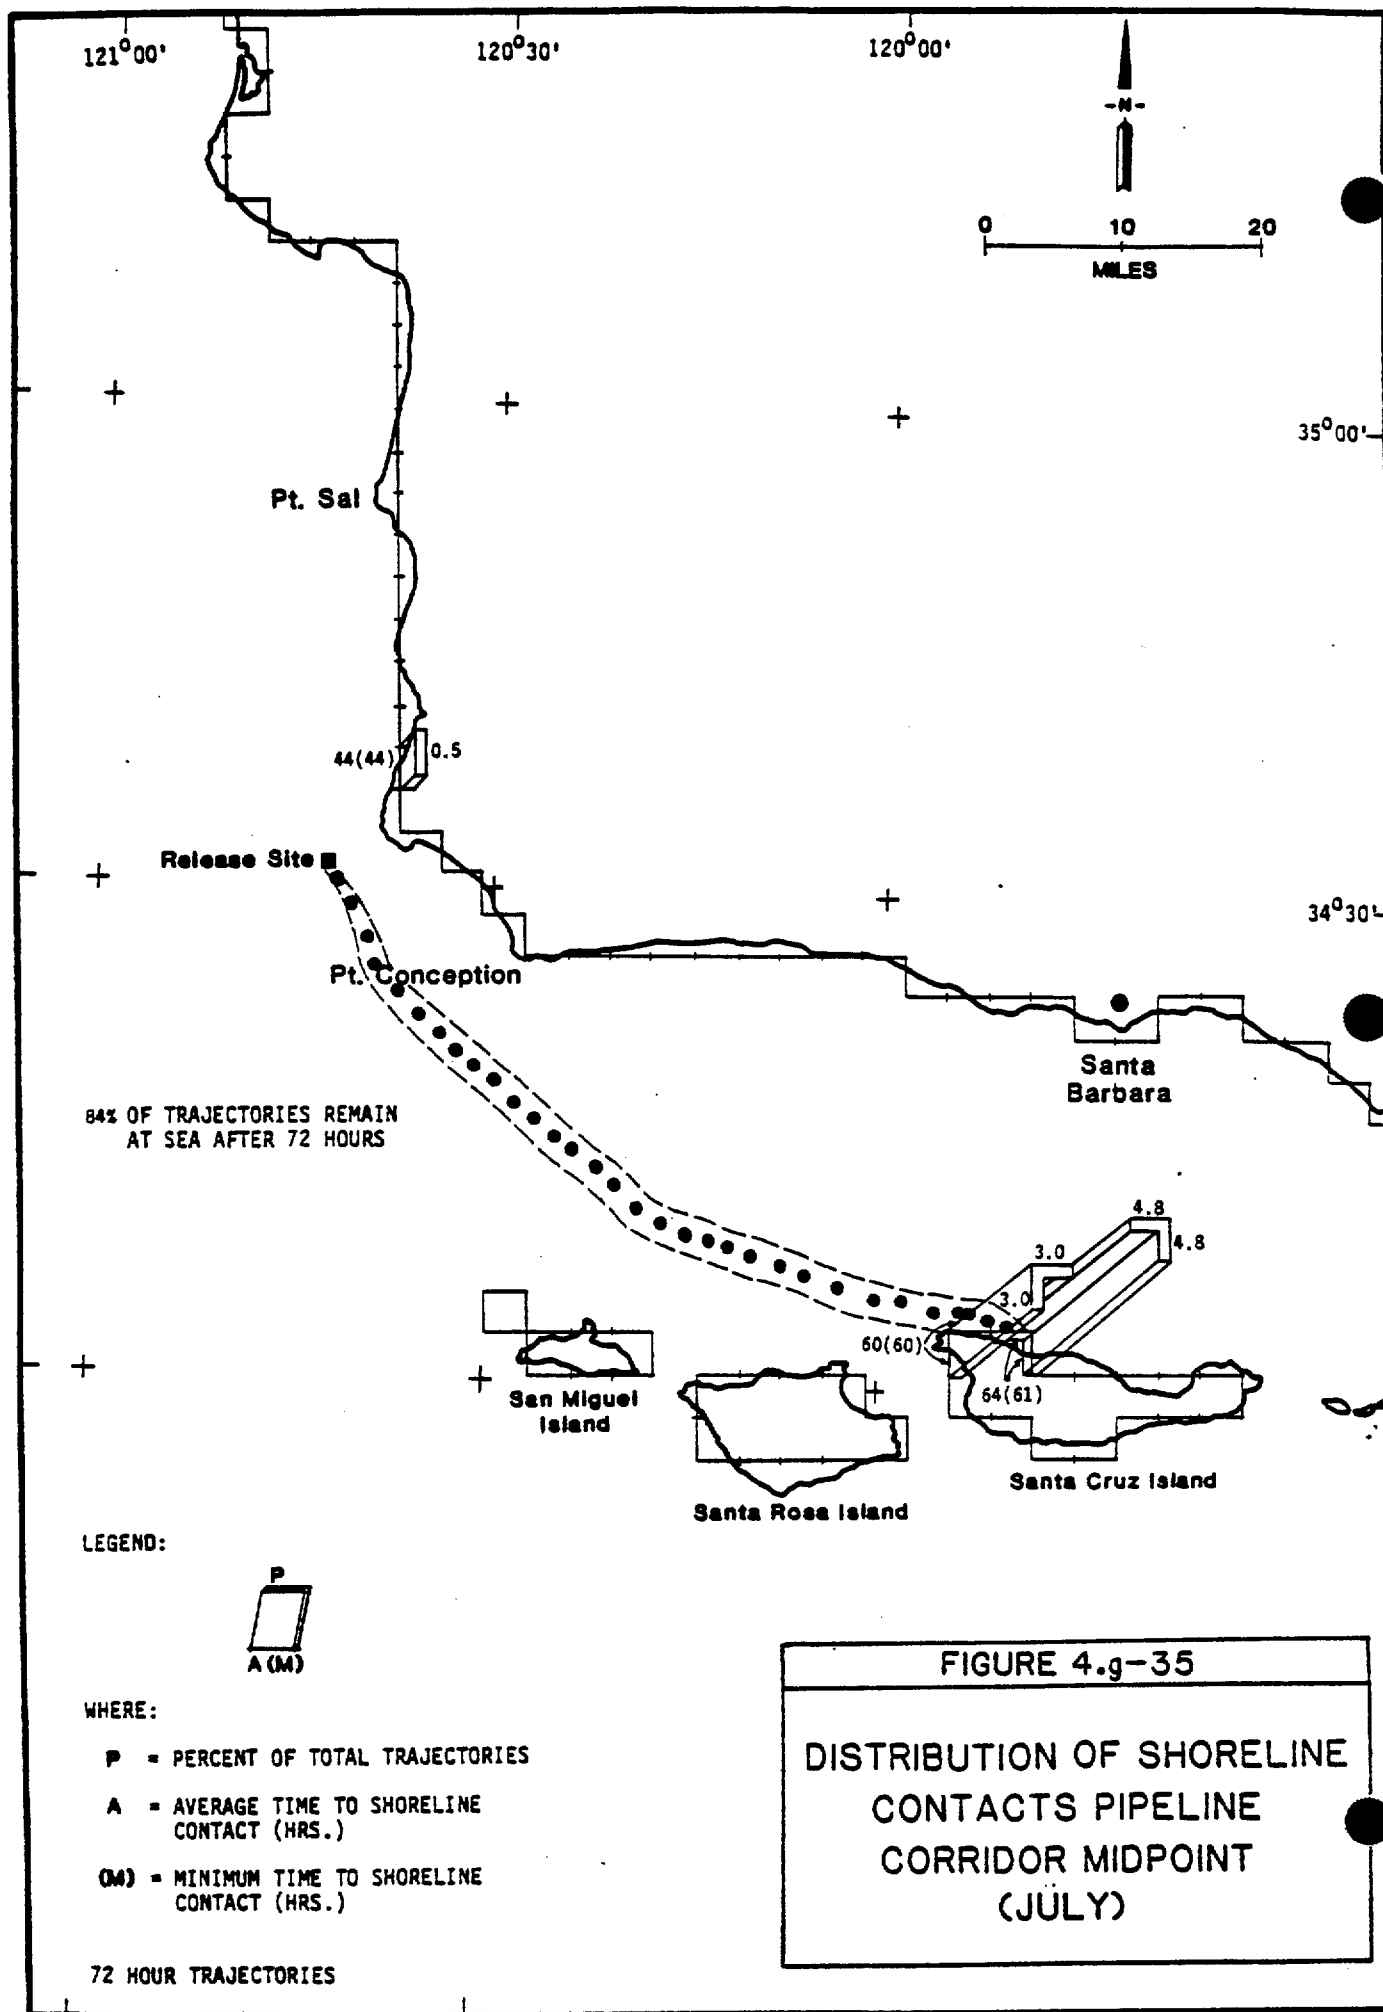 121°00'
120°30'
120°00'
-N-
0 10 20
MILES
35°00'
Pt. Sal
44(44)
0.5
Release Site
34°30'
Pt. Conception
Santa
Barbara
84% OF TRAJECTORIES REMAIN
AT SEA AFTER 72 HOURS
4.8
4.8
3.0
3.0
60(60)
64(61)
San Miguel
Island
Santa Rosa Island
Santa Cruz Island
LEGEND:
P
A (M)
WHERE:
P = PERCENT OF TOTAL TRAJECTORIES
A = AVERAGE TIME TO SHORELINE
CONTACT (HRS.)
(M) = MINIMUM TIME TO SHORELINE
CONTACT (HRS.)
72 HOUR TRAJECTORIES
FIGURE 4.g-35
DISTRIBUTION OF SHORELINE
CONTACTS PIPELINE
CORRIDOR MIDPOINT
(JULY)